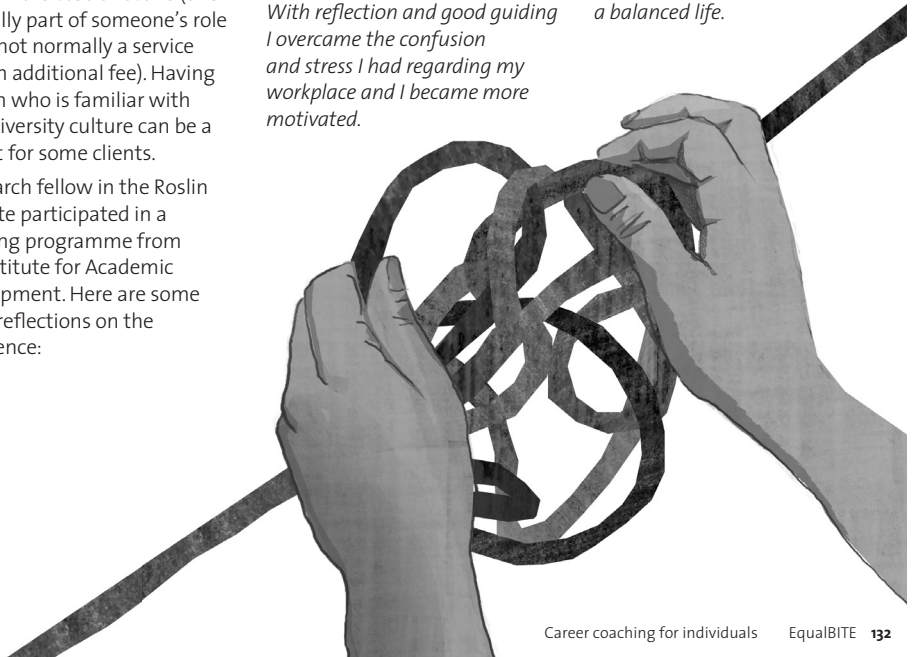 ally part of someone's role
not normally a service
n additional fee). Having
n who is familiar with
iversity culture can be a
t for some clients.
arch fellow in the Roslin
te participated in a
ng programme from
stitute for Academic
pment. Here are some
reflections on the
ence:
With reflection and good guiding
I overcame the confusion
and stress I had regarding my
workplace and I became more
motivated.
a balanced life.
Career coaching for individuals EqualBITE 132